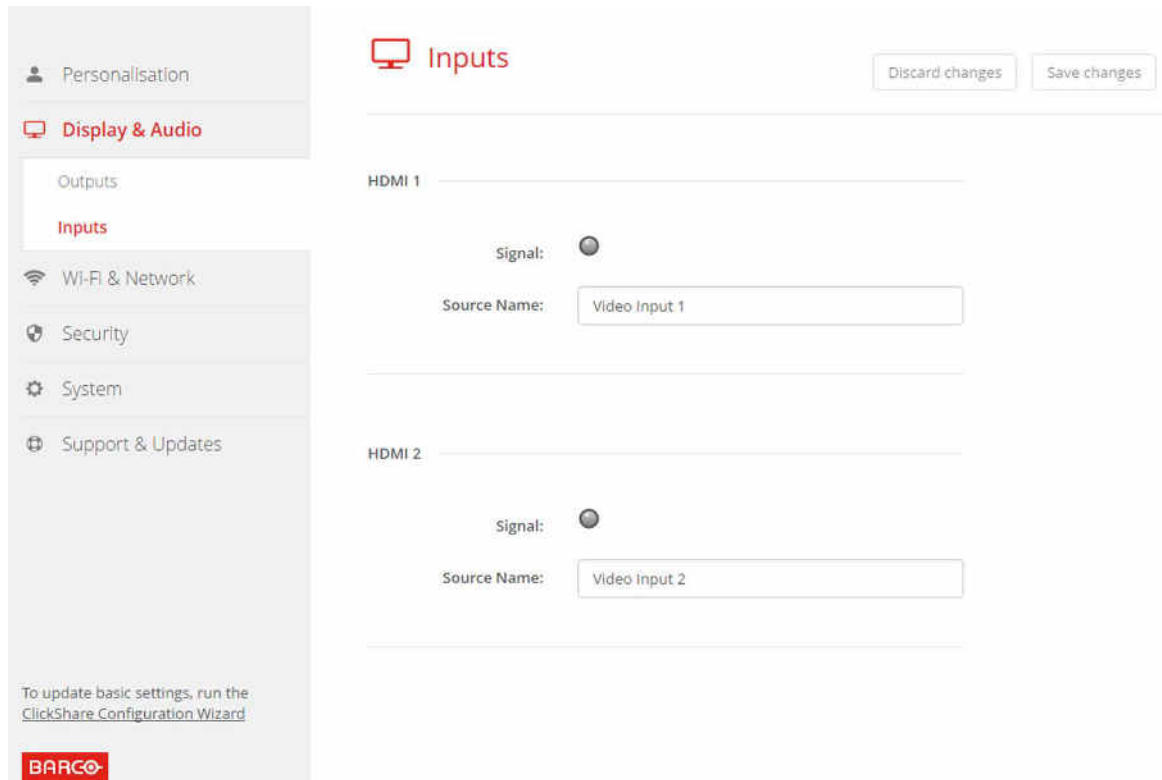 Personalisation
Display & Audio
Outputs
Inputs
Wi-Fi & Network
Security
System
Support & Updates
To update basic settings, run the
ClickShare Configuration Wizard
BARCO
Inputs
Discard changes
Save changes
HDMI 1
Signal:
Source Name:
Video Input 1
HDMI 2
Signal:
Source Name:
Video Input 2